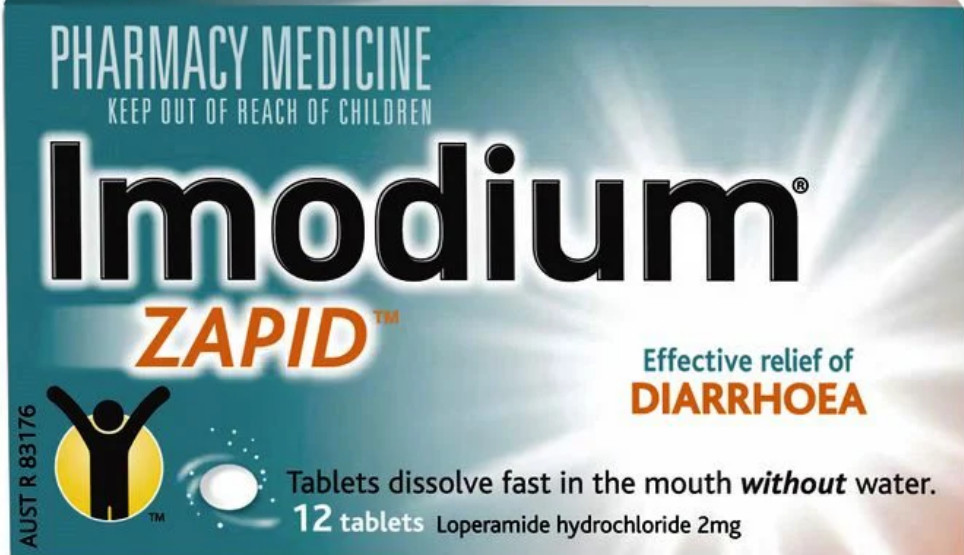 PHARMACY MEDICINE
KEEP OUT OF REACH OF CHILDREN
Imodium®
ZAPID™
Effective relief of
DIARRHOEA
AUST R 83176
TM
Tablets dissolve fast in the mouth without water.
12 tablets Loperamide hydrochloride 2mg